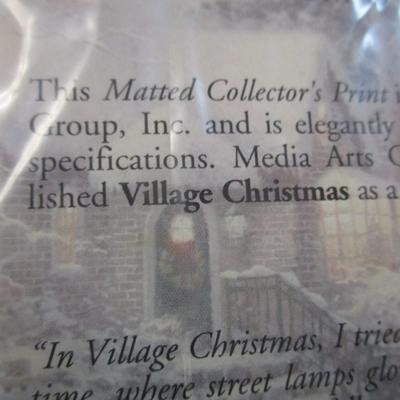 This Matted Collector's Print
Group, Inc. and is elegantly
specifications. Media Arts
lished Village Christmas as a
"In Village Christmas, I tried
time, where street lamps